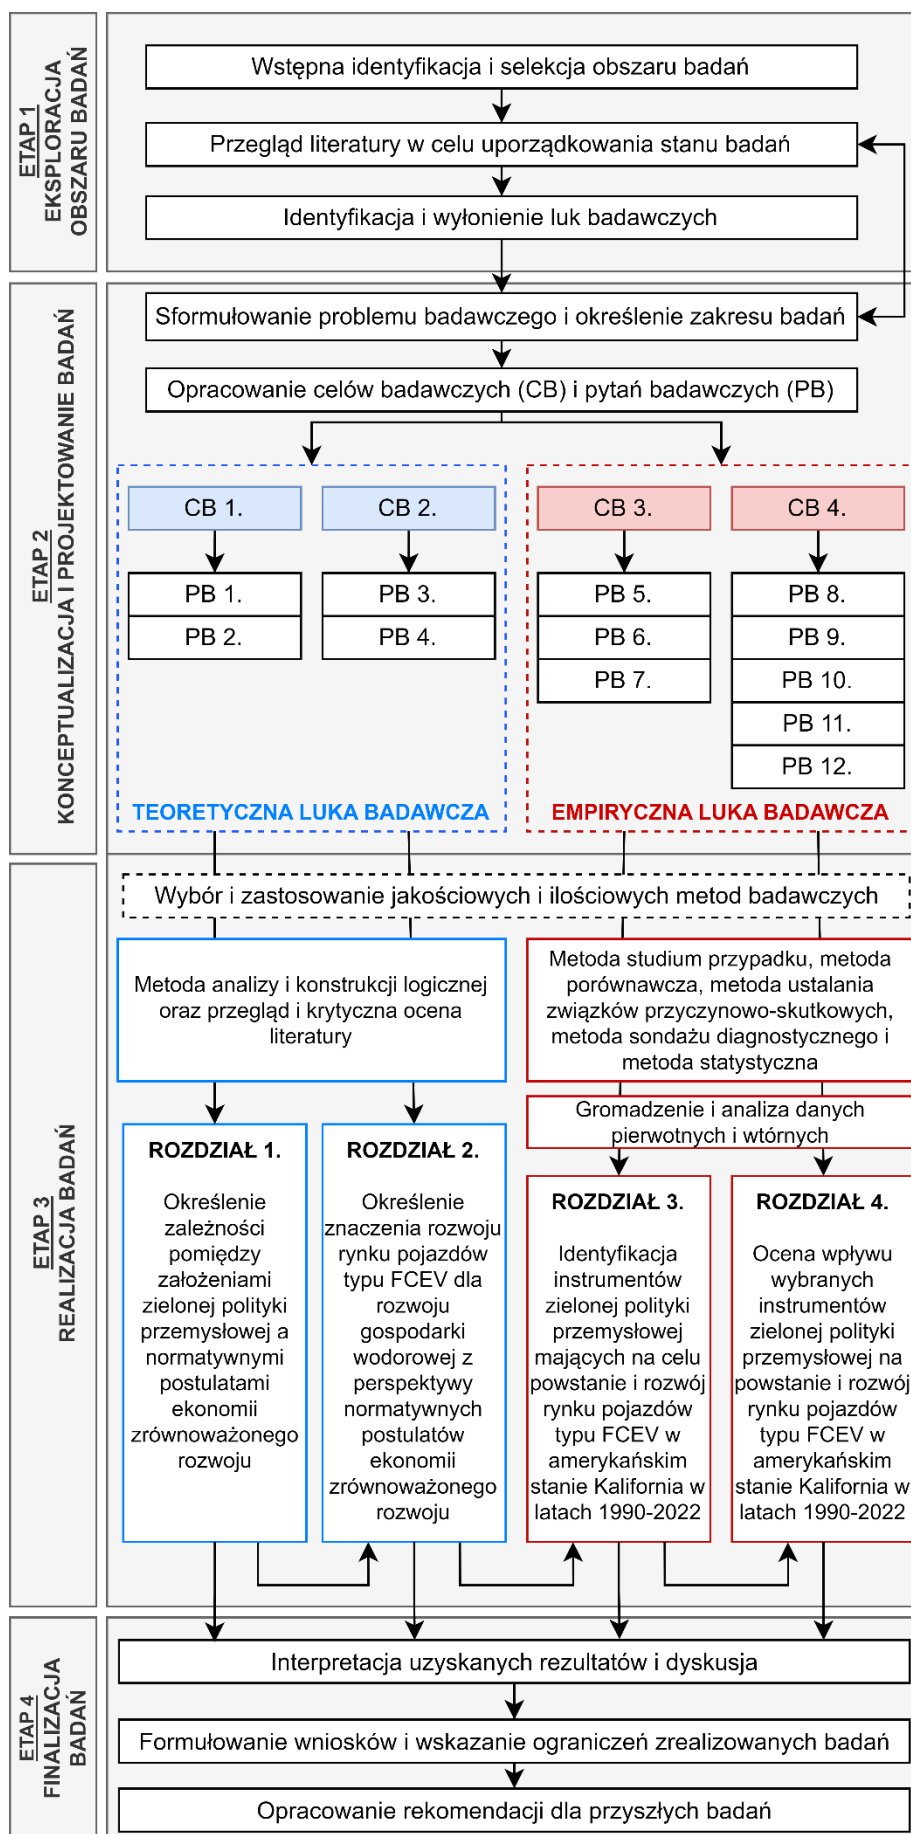 ETAP 1
EKSPLORACJA
OBSZARU BADAŃ
Wstępna identyfikacja i selekcja obszaru badań
Przegląd literatury w celu uporządkowania stanu badań
Identyfikacja i wyłonienie luk badawczych
ETAP 2
KONCEPTUALIZACJA I PROJEKTOWANIE BADAŃ
Sformułowanie problemu badawczego i określenie zakresu badań
Opracowanie celów badawczych (CB) i pytań badawczych (PB)
CB 1.
PB 1.
PB 2.
CB 2.
PB 3.
PB 4.
TEORETYCZNA LUKA BADAWCZA
CB 3.
PB 5.
PB 6.
PB 7.
CB 4.
PB 8.
PB 9.
PB 10.
PB 11.
PB 12.
EMPIRYCZNA LUKA BADAWCZA
ETAP 3
REALIZACJA BADAŃ
Wybór i zastosowanie jakościowych i ilościowych metod badawczych
Metoda analizy i konstrukcji logicznej
oraz przegląd i krytyczna ocena
literatury
Metoda studium przypadku, metoda
porównawcza, metoda ustalania
związków przyczynowo-skutkowych,
metoda sondażu diagnostycznego i
metoda statystyczna
Gromadzenie i analiza danych
pierwotnych i wtórnych
ROZDZIAŁ 1.
Określenie
zależności
pomiędzy
założeniami
zielonej polityki
przemysłowej a
normatywnymi
postulatami
ekonomii
zrównoważonego
rozwoju
ROZDZIAŁ 2.
Określenie
znaczenia rozwoju
rynku pojazdów
typu FCEV dla
rozwoju
gospodarki
wodorowej z
perspektywy
normatywnych
postulatów
ekonomii
zrównoważonego
rozwoju
ROZDZIAŁ 3.
Identyfikacja
instrumentów
zielonej polityki
przemysłowej
mających na celu
powstanie i rozwój
rynku pojazdów
typu FCEV w
amerykańskim
stanie Kalifornia w
latach 1990-2022
ROZDZIAŁ 4.
Ocena wpływu
wybranych
instrumentów
zielonej polityki
przemysłowej na
powstanie i rozwój
rynku pojazdów
typu FCEV w
amerykańskim
stanie Kalifornia w
latach 1990-2022
ETAP 4
FINALIZACJA
BADAŃ
Interpretacja uzyskanych rezultatów i dyskusja
Formułowanie wniosków i wskazanie ograniczeń zrealizowanych badań
Opracowanie rekomendacji dla przyszłych badań